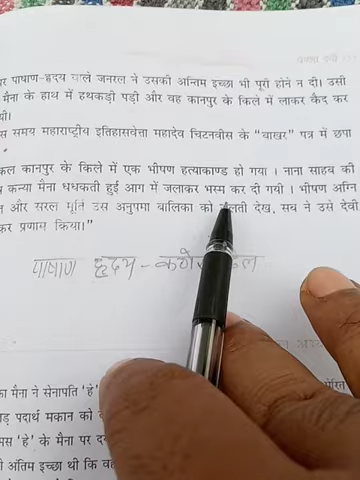 पर पाषाण-हृदय वाले जनरल ने उसकी अन्तिम इच्छा भी पूरी होने न दी। उसी
मैना के हाथ में हथकड़ी पड़ी और वह कानपुर के किले में लाकर कैद कर
समय महाराष्ट्रीय इतिहासवेत्ता महादेव चिटनवीस के "बाखर" पत्र में छपा
कल कानपुर के किले में एक भीषण हत्याकाण्ड हो गया । नाना साहब की
कन्या मैना धधकती हुई आग में जलाकर भस्म कर दी गयी । भीषण अग्नि
और सरल मूर्ति उस अनुपमा बालिका को जलती देख, सब ने उसे देवी
कर प्रणाम किया।"
पाषाण हृदय -
मैना ने सेनापति 'हे'
पदार्थ मकान को
'हे' के मैना पर
अंतिम इच्छा थी कि